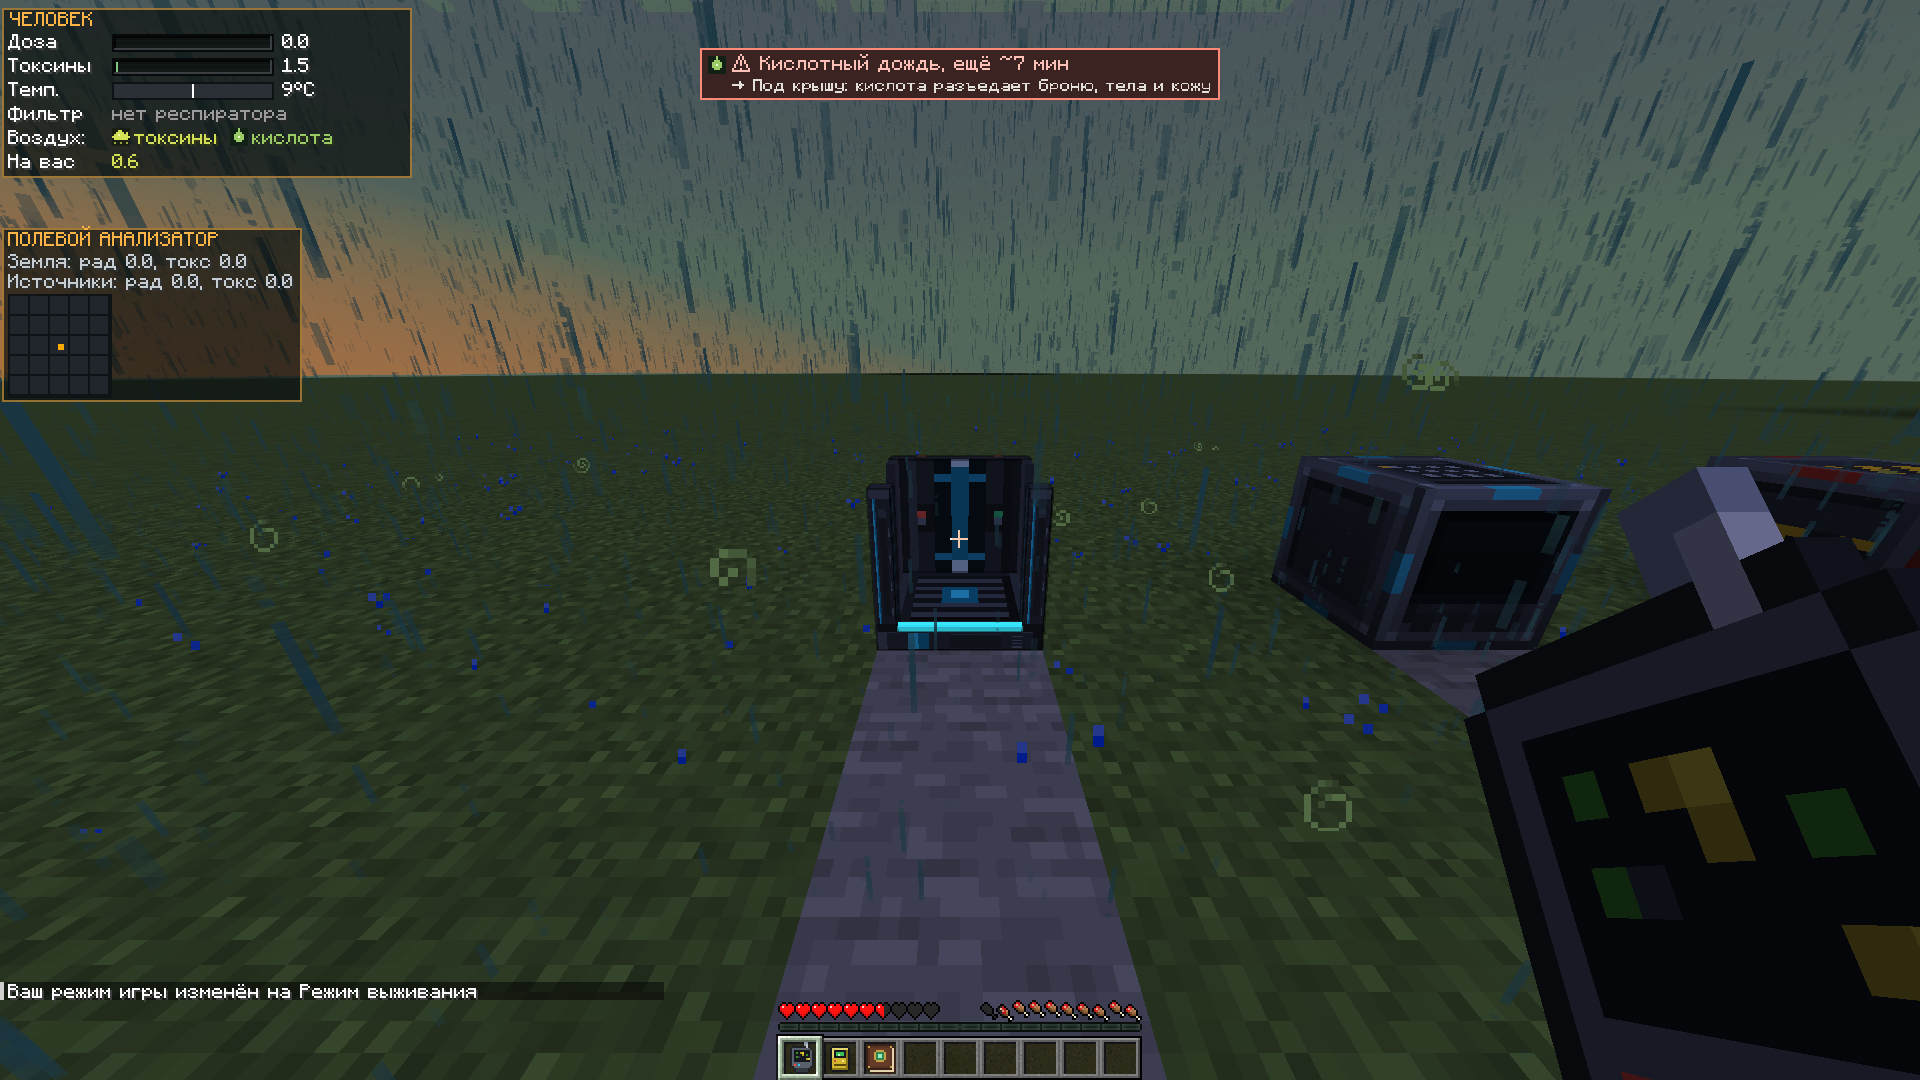 ЧЕЛОВЕК
Доза 0.0
Токсины 1.5
Темп. 9°C
Фильтр нет респиратора
Воздух: токсины кислота
На вас 0.6
⚠ Кислотный дождь, ещё ~7 мин
→ Под крышу: кислота разъедает броню, тела и кожу
ПОЛЕВОЙ АНАЛИЗАТОР
Земля: рад 0.0, токс 0.0
Источники: рад 0.0, токс 0.0
Ваш режим игры изменён на Режим выживания